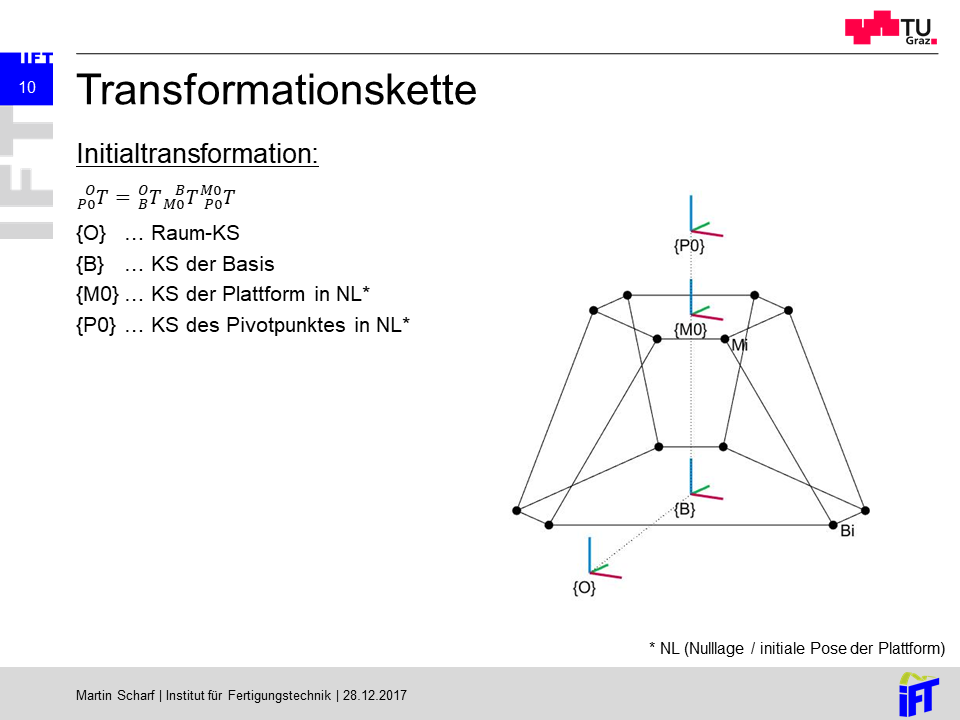 TU
Graz
IFT
10
IFT
Transformationskette
Initialtransformation:
{}^{O}_{P0}T = {}^{O}_{B}T {}^{B}_{M0}T {}^{M0}_{P0}T
{O} … Raum-KS
{B} … KS der Basis
{M0} … KS der Plattform in NL*
{P0} … KS des Pivotpunktes in NL*
{P0}
{M0}
Mi
{B}
Bi
{O}
* NL (Nulllage / initiale Pose der Plattform)
Martin Scharf | Institut für Fertigungstechnik | 28.12.2017
iFT